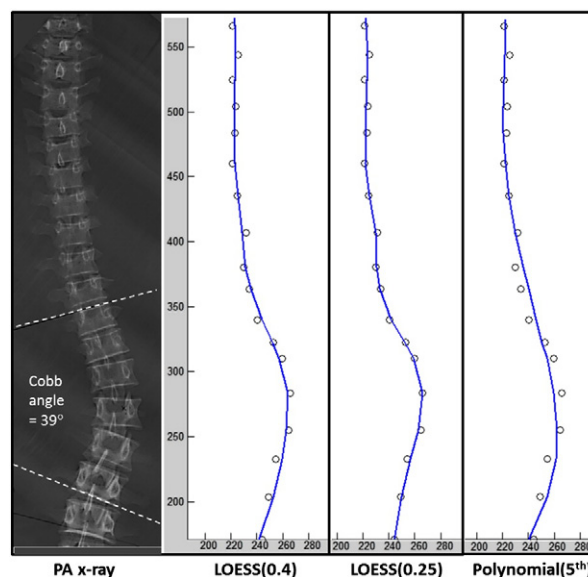 Cobb
angle
= 39°
550
500
450
400
350
300
250
200
200 220 240 260 280
200 220 240 260 280
200 220 240 260 280
PA x-ray
LOESS(0.4)
LOESS(0.25)
Polynomial(5th)